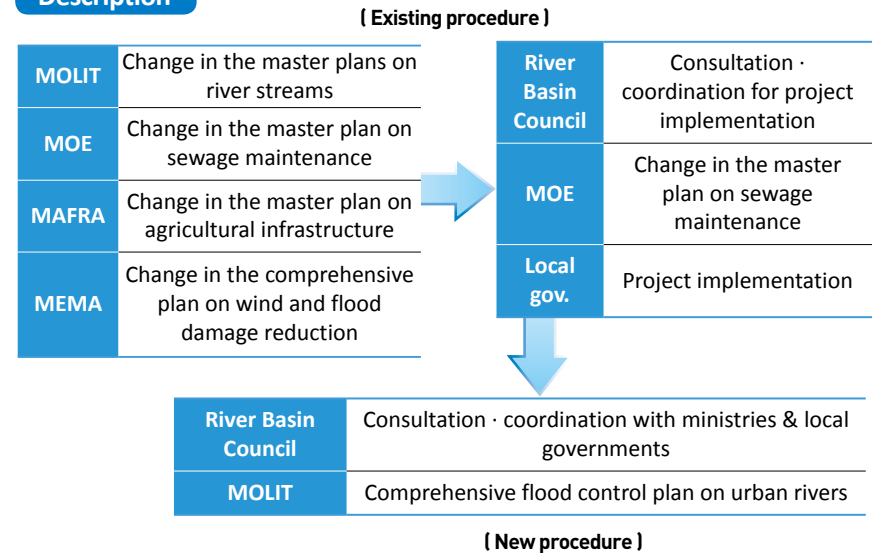 Description
( Existing procedure )
MOLIT
Change in the master plans on
river streams
MOE
Change in the master plan on
sewage maintenance
MAFRA
Change in the master plan on
agricultural infrastructure
MEMA
Change in the comprehensive
plan on wind and flood
damage reduction
River
Basin
Council
Consultation ·
coordination for project
implementation
MOE
Change in the master
plan on sewage
maintenance
Local
gov.
Project implementation
River Basin
Council
Consultation · coordination with ministries & local
governments
MOLIT
Comprehensive flood control plan on urban rivers
( New procedure )